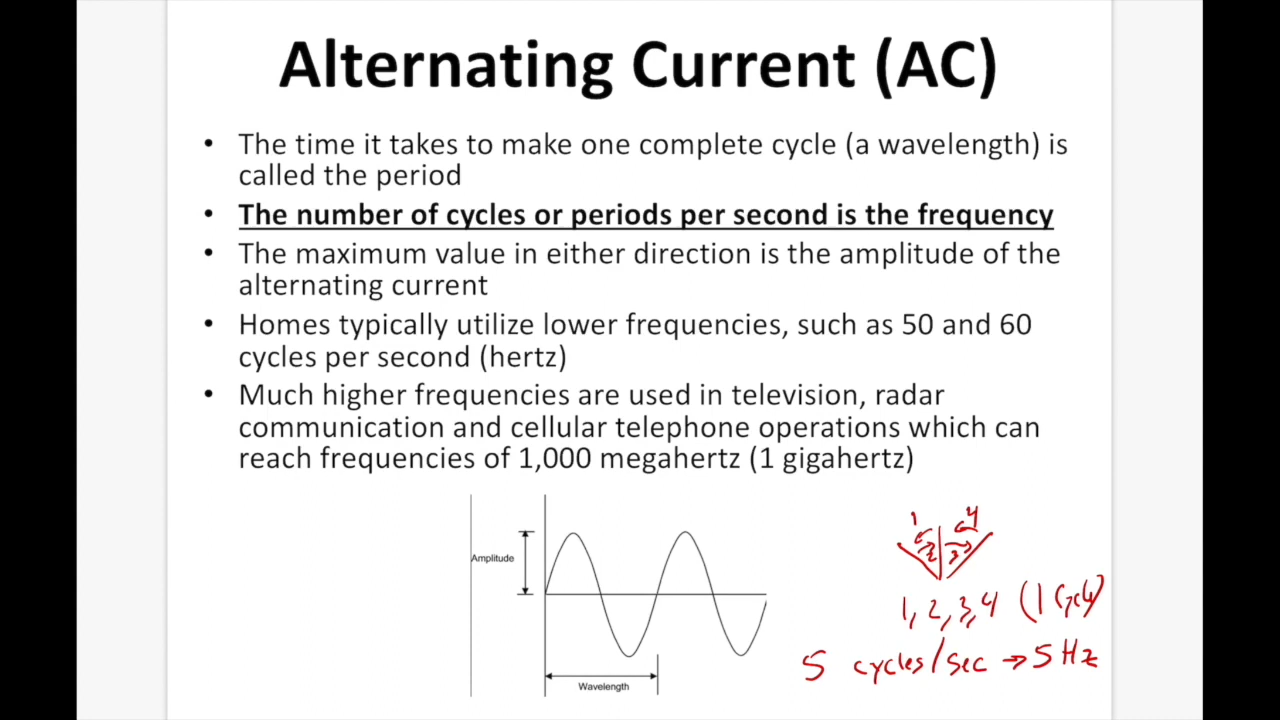 Alternating Current (AC)
• The time it takes to make one complete cycle (a wavelength) is
called the period
• The number of cycles or periods per second is the frequency
• The maximum value in either direction is the amplitude of the
alternating current
• Homes typically utilize lower frequencies, such as 50 and 60
cycles per second (hertz)
• Much higher frequencies are used in television, radar
communication and cellular telephone operations which can
reach frequencies of 1,000 megahertz (1 gigahertz)
Amplitude
Wavelength
1 4
2 3
1, 2, 3, 4 (1 cycle)
5 cycles/sec → 5 Hz